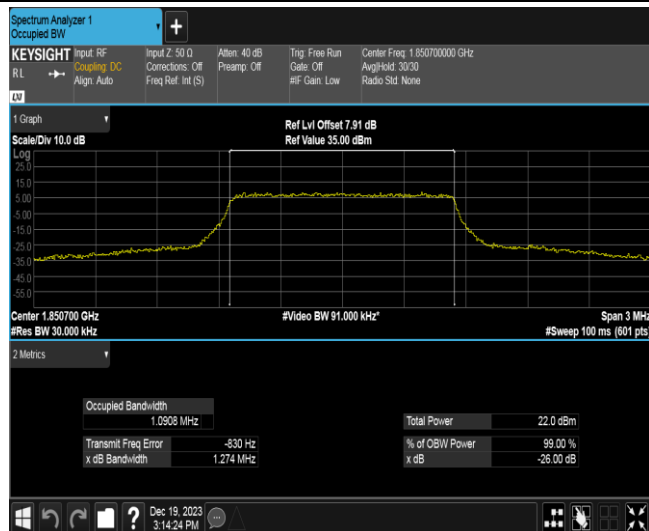 Spectrum Analyzer 1
Occupied BW
+
KEYSIGHT Input: RF Input Z: 50 Ω Atten: 40 dB Trig: Free Run Center Freq: 1.850700000 GHz
RL Coupling: DC Corrections: Off Preamp: Off Gate: Off Avg|Hold: 30/30
Align: Auto Freq Ref: Int (S) #IF Gain: Low Radio Std: None
1 Graph
Ref Lvl Offset 7.91 dB
Scale/Div 10.0 dB Ref Value 35.00 dBm
Log
25.0
15.0
5.00
-5.00
-15.0
-25.0
-35.0
-45.0
-55.0
Center 1.850700 GHz #Video BW 91.000 kHz* Span 3 MHz
#Res BW 30.000 kHz #Sweep 100 ms (601 pts)
2 Metrics
Occupied Bandwidth
1.0908 MHz Total Power 22.0 dBm
Transmit Freq Error -830 Hz % of OBW Power 99.00 %
x dB Bandwidth 1.274 MHz x dB -26.00 dB
? Dec 19, 2023
3:14:24 PM